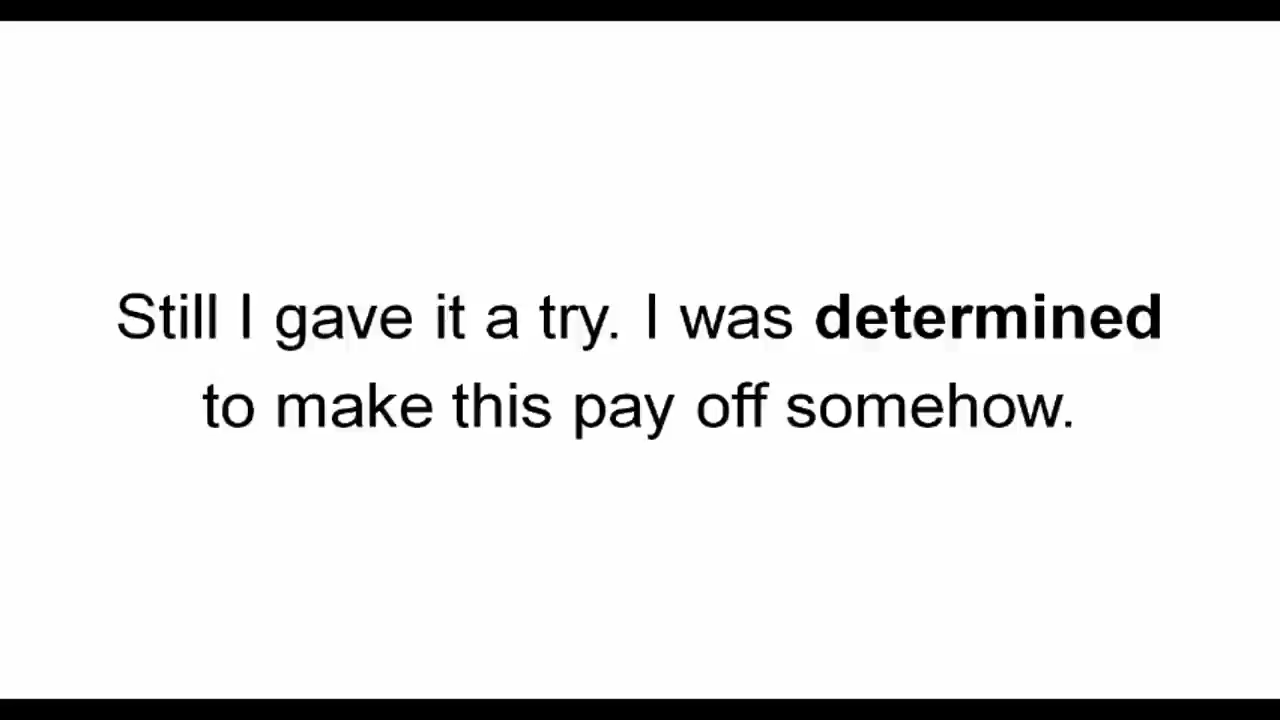 Still I gave it a try. I was determined
to make this pay off somehow.